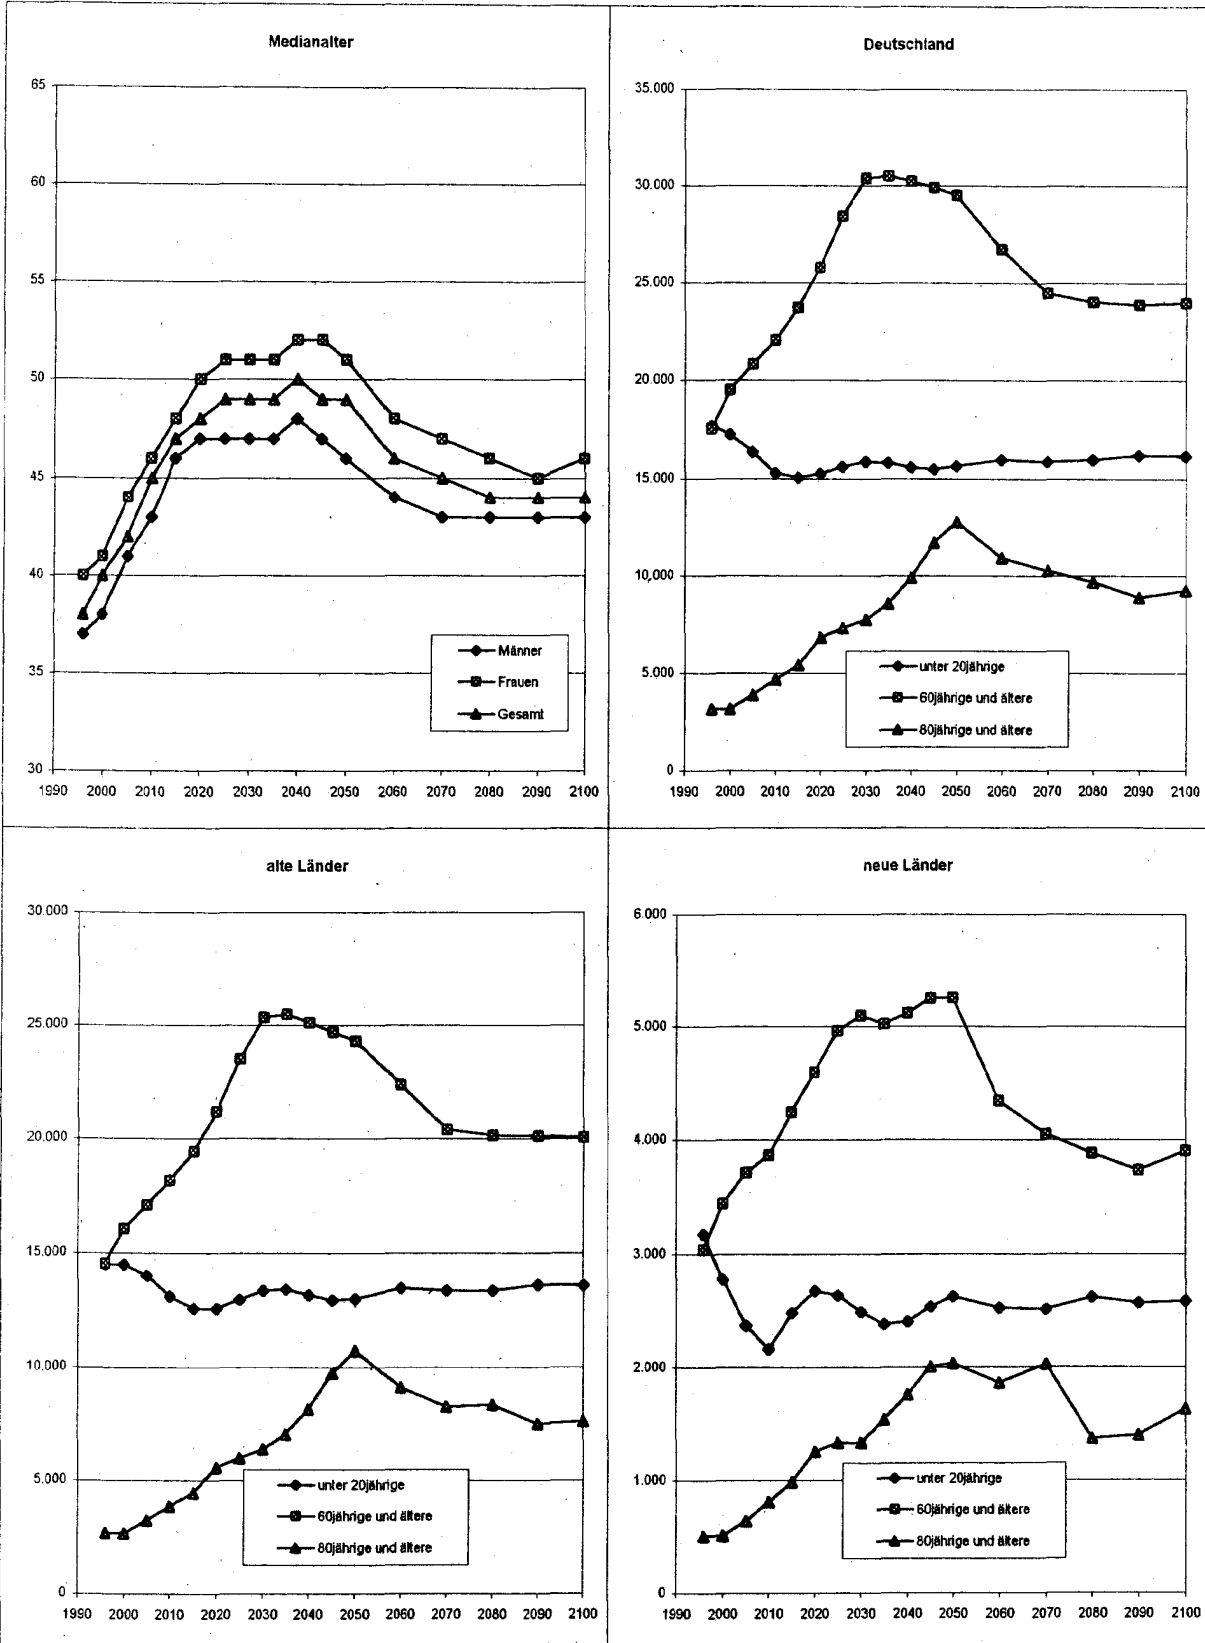 Medianalter
65
60
55
50
45
40
35
30
1990 2000 2010 2020 2030 2040 2050 2060 2070 2080 2090 2100
Männer
Frauen
Gesamt
Deutschland
35.000
30.000
25.000
20.000
15.000
10,000
5.000
0
1990 2000 2010 2020 2030 2040 2050 2060 2070 2080 2090 2100
unter 20jährige
60jährige und ältere
80jährige und ältere
alte Länder
30.000
25.000
20.000
15.000
10.000
5.000
0
1990 2000 2010 2020 2030 2040 2050 2060 2070 2080 2090 2100
unter 20jährige
60jährige und ältere
80jährige und ältere
neue Länder
6.000
5.000
4.000
3.000
2.000
1.000
0
1990 2000 2010 2020 2030 2040 2050 2060 2070 2080 2090 2100
unter 20jährige
60jährige und ältere
80jährige und ältere